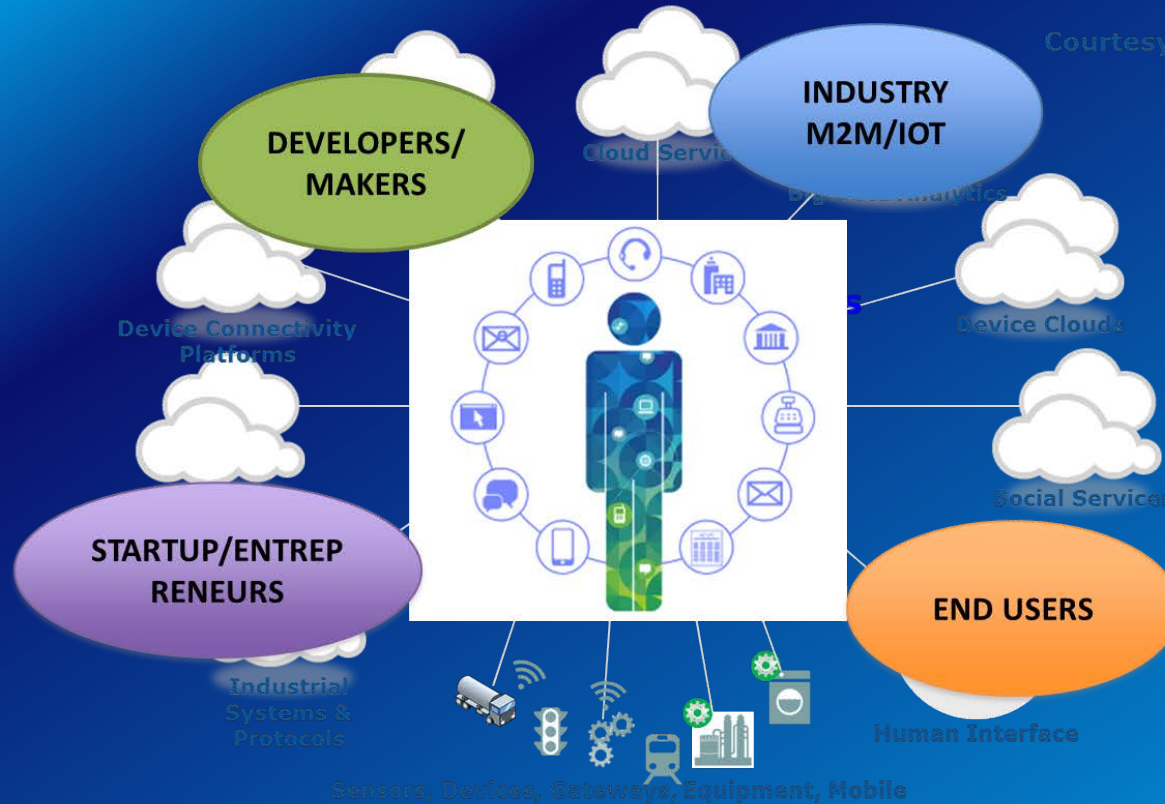 Courtesy
DEVELOPERS/
MAKERS
INDUSTRY
M2M/IOT
Cloud
Analytics
Device Connectivity
Platforms
Device Clouds
Social Service
STARTUP/ENTREP
RENEURS
END USERS
Industrial
Systems &
Protocols
Human Interface
Sensors, Devices, Gateways, Equipment, Mobile